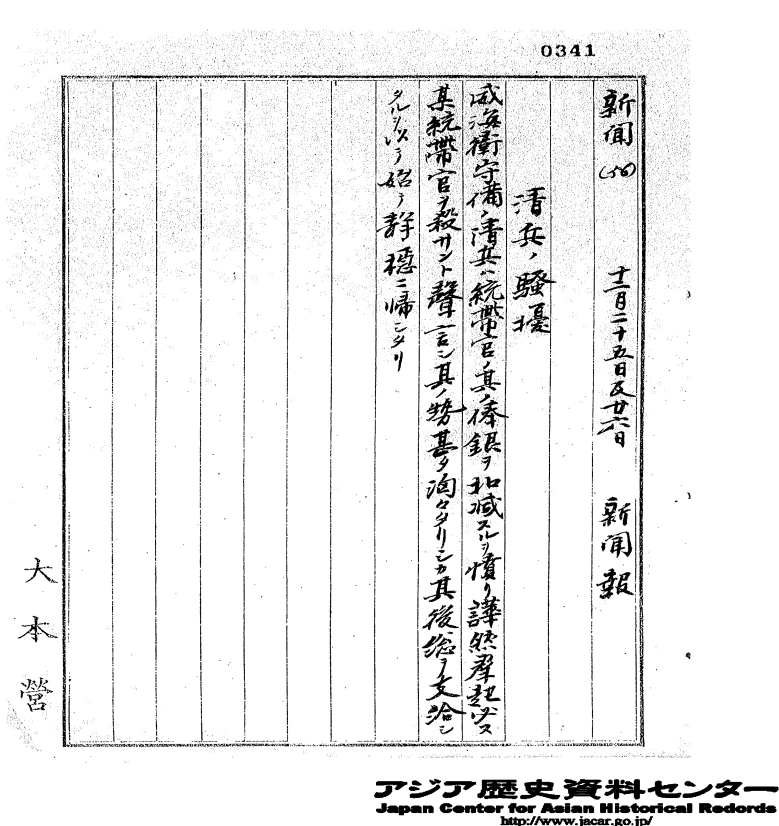 0341
新聞 (56) 十二月二十五日及廿六日 新聞報
清兵ノ騒擾
威海衛守備ノ清兵ハ統帯官ノ其ノ俸銀ヲ扣減スルヲ憤リ譁然群起必ス
其統帯官ヲ殺サント聲言シ其ノ勢甚タ洶々タリシカ其後総テ支給シ
タルヲ以テ始テ静穏ニ帰シタリ
大本營
アジア歴史資料センター
Japan Center for Asian Historical Redords
http://www.jacar.go.jp/